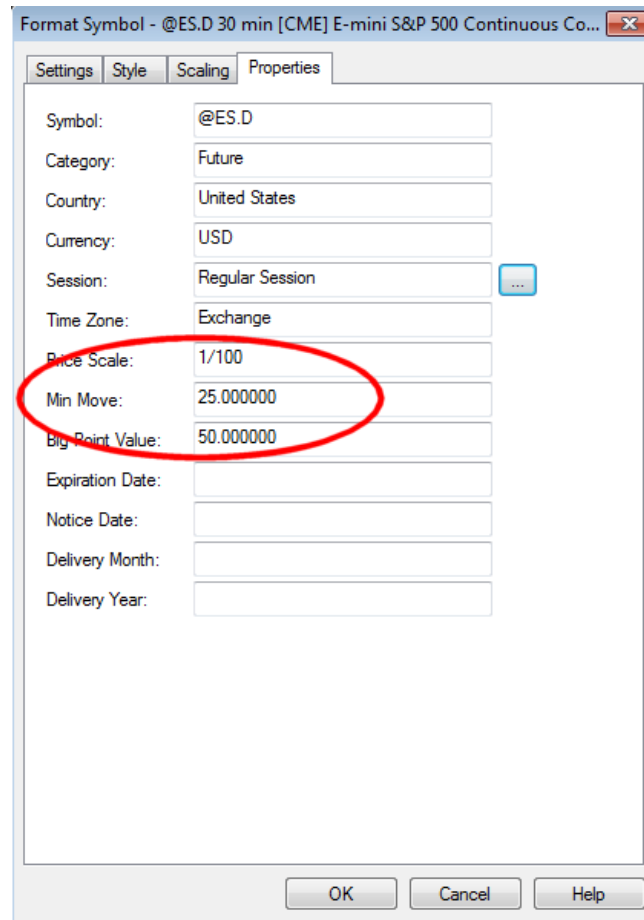 Format Symbol - @ES.D 30 min [CME] E-mini S&P 500 Continuous Co...
Settings Style Scaling Properties
Symbol: @ES.D
Category: Future
Country: United States
Currency: USD
Session: Regular Session ...
Time Zone: Exchange
Price Scale: 1/100
Min Move: 25.000000
Big Point Value: 50.000000
Expiration Date:
Notice Date:
Delivery Month:
Delivery Year:
OK Cancel Help